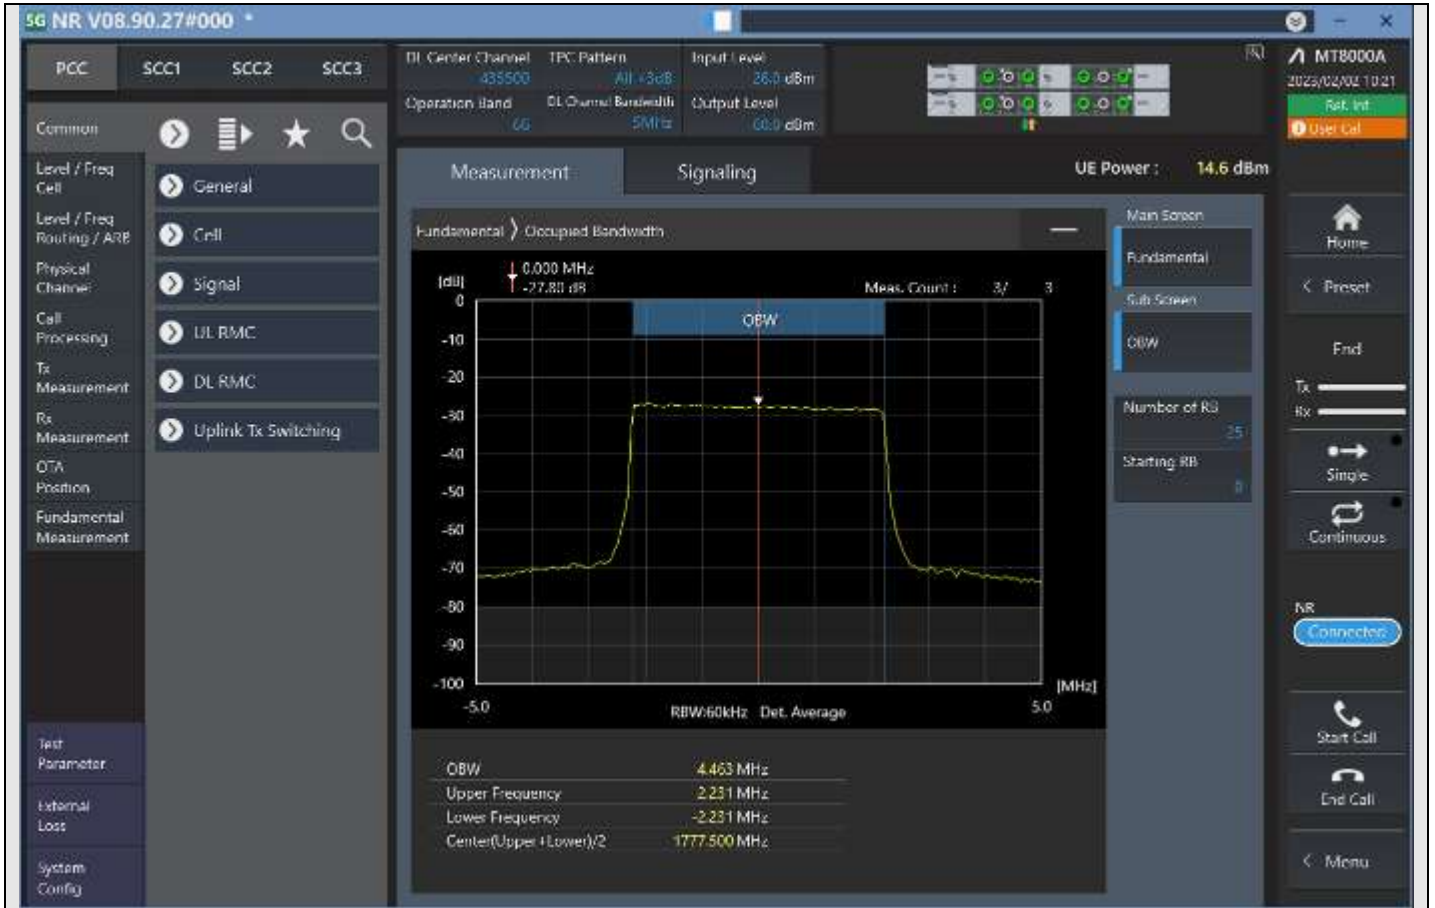 5G NR V08.90.27#000 *
PCC SCC1 SCC2 SCC3
DL Center Channel 435500
TPC Pattern All +3dB
Input Level 26.0 dBm
Operation Band 66
DL Channel Bandwidth 5MHz
Output Level dBm
MT8000A
2023/02/02 10:21
Ref. Int
User Cal
Common
Level / Freq
Cell
Level / Freq
Routing / ARB
Physical
Channel
Call
Processing
Tx
Measurement
Rx
Measurement
OTA
Position
Fundamental
Measurement
Test
Parameter
External
Loss
System
Config
General
Cell
Signal
UL RMC
DL RMC
Uplink Tx Switching
Measurement Signaling
UE Power : 14.6 dBm
Fundamental Occupied Bandwidth
0.000 MHz
-27.80 dB
[dB]
Meas. Count : 3/ 3
OBW
0
-10
-20
-30
-40
-50
-60
-70
-80
-90
-100
-5.0
5.0
[MHz]
RBW:60kHz Det. Average
OBW 4.463 MHz
Upper Frequency 2.231 MHz
Lower Frequency -2.231 MHz
Center(Upper+Lower)/2 1777.500 MHz
Main Screen
Fundamental
Sub Screen
OBW
Number of RB
25
Starting RB
0
Home
< Preset
End
Tx
Rx
Single
Continuous
NR
Connected
Start Call
End Call
< Menu